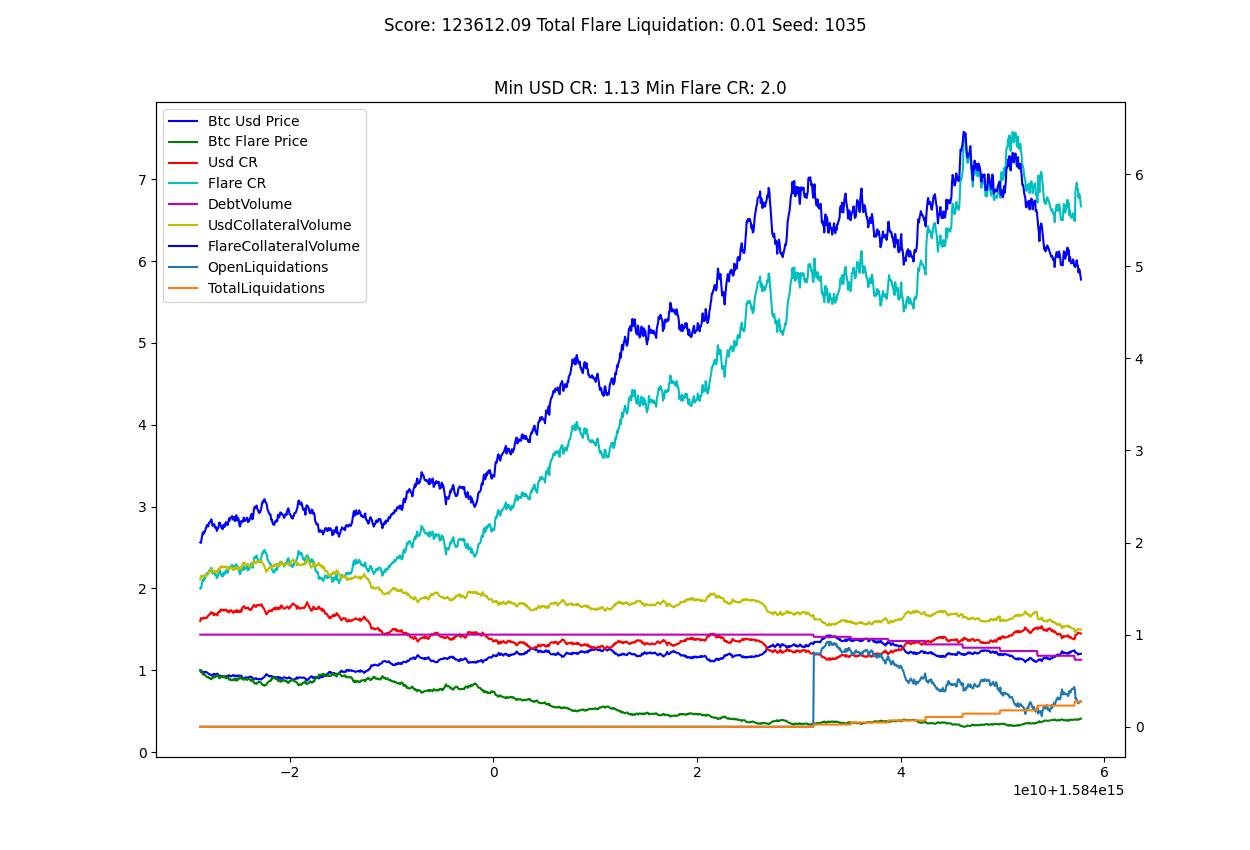 Score: 123612.09 Total Flare Liquidation: 0.01 Seed: 1035
Min USD CR: 1.13 Min Flare CR: 2.0
Btc Usd Price
Btc Flare Price
Usd CR
Flare CR
DebtVolume
UsdCollateralVolume
FlareCollateralVolume
OpenLiquidations
TotalLiquidations
7
6
5
4
3
2
1
0
6
5
4
3
2
1
0
−2
0
2
4
6
1e10+1.584e15